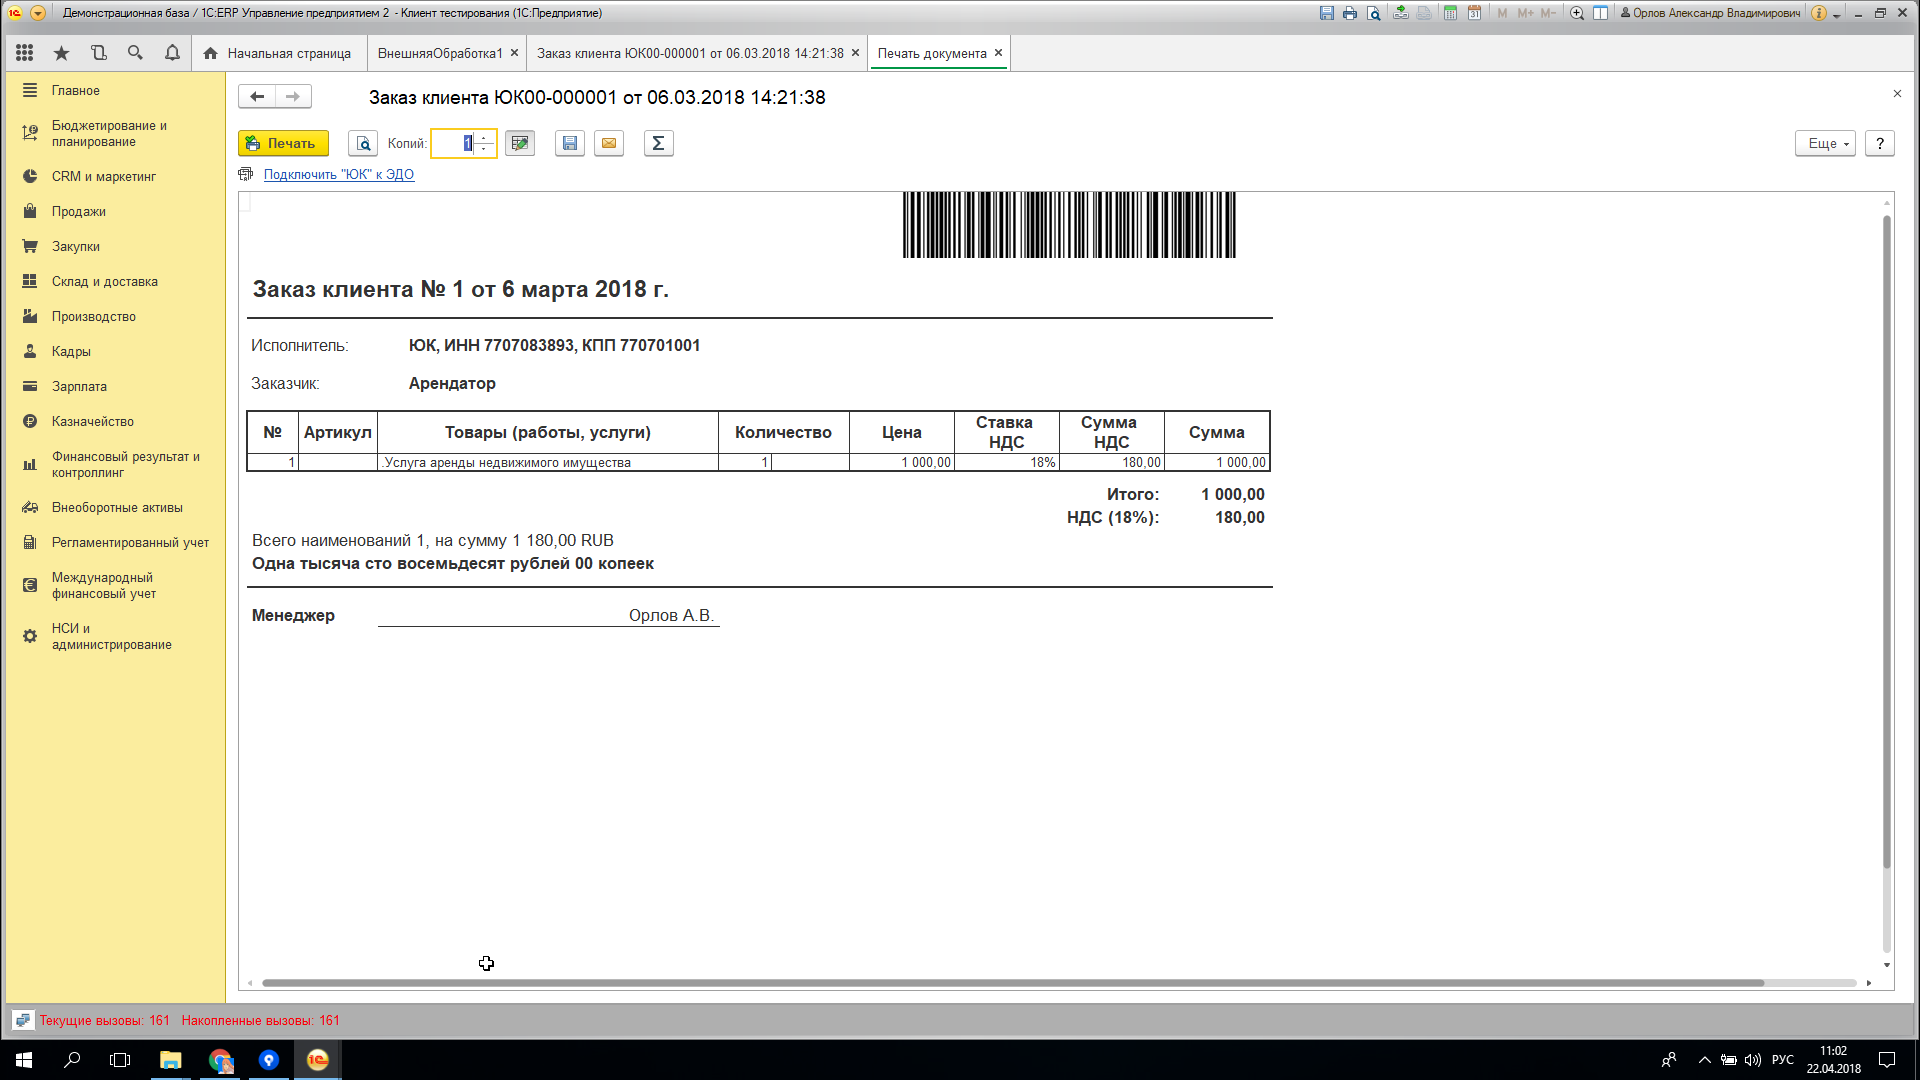 Демонстрационная база / 1С:ERP Управление предприятием 2 - Клиент тестирования (1С:Предприятие)
M M+ M- Орлов Александр Владимирович
Начальная страница ВнешняяОбработка1 Заказ клиента ЮК00-000001 от 06.03.2018 14:21:38 Печать документа
Главное
Бюджетирование и
планирование
CRM и маркетинг
Продажи
Закупки
Склад и доставка
Производство
Кадры
Зарплата
Казначейство
Финансовый результат и
контроллинг
Внеоборотные активы
Регламентированный учет
Международный
финансовый учет
НСИ и
администрирование
Заказ клиента ЮК00-000001 от 06.03.2018 14:21:38
Печать Копий: 1 Σ Еще ?
Подключить "ЮК" к ЭДО
Заказ клиента № 1 от 6 марта 2018 г.
Исполнитель: ЮК, ИНН 7707083893, КПП 770701001
Заказчик: Арендатор
№ Артикул Товары (работы, услуги) Количество Цена Ставка НДС Сумма НДС Сумма
1 .Услуга аренды недвижимого имущества 1 1 000,00 18% 180,00 1 000,00
Итого: 1 000,00
НДС (18%): 180,00
Всего наименований 1, на сумму 1 180,00 RUB
Одна тысяча сто восемьдесят рублей 00 копеек
Менеджер Орлов А.В.
Текущие вызовы: 161 Накопленные вызовы: 161
РУС 11:02
22.04.2018